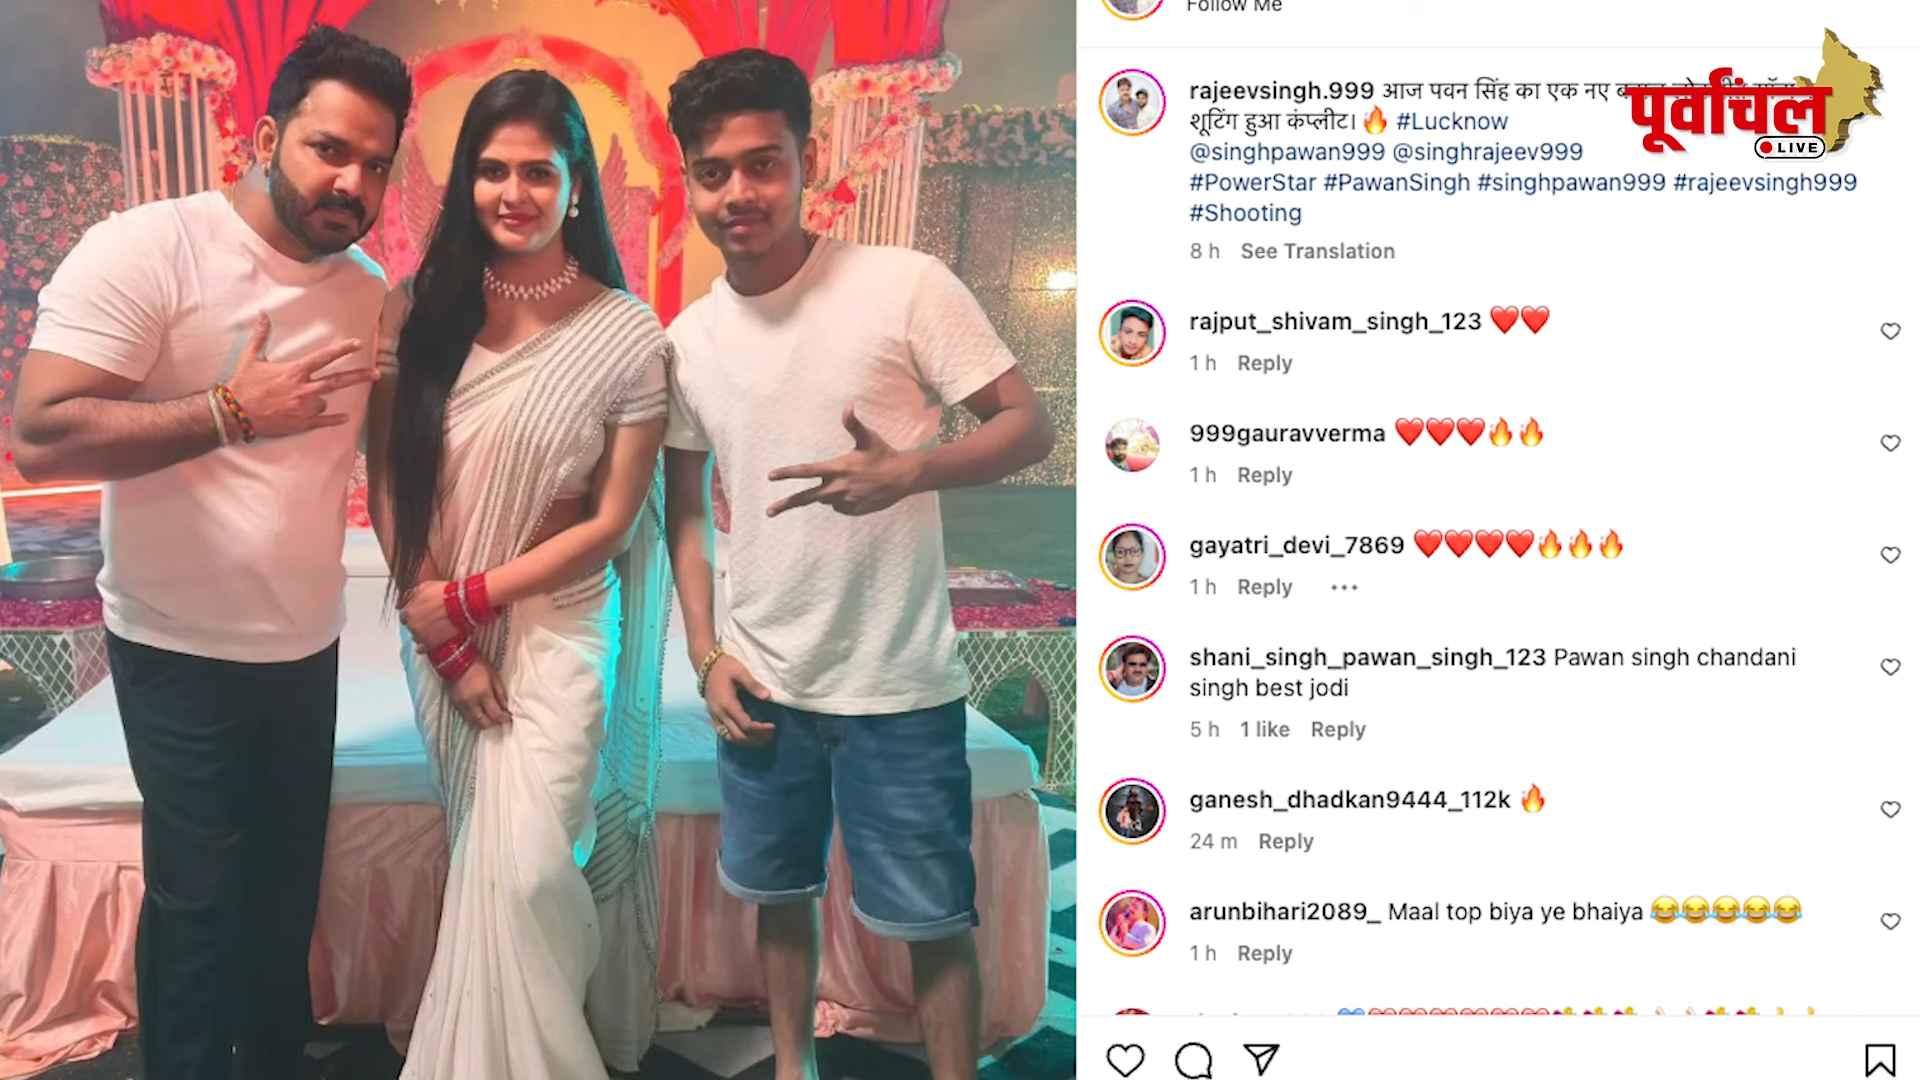 Follow Me
rajeevsingh.999 आज पवन सिंह का एक नए
शूटिंग हुआ कंप्लीट।🔥 #Lucknow
@singhpawan999 @singhrajeev999
#PowerStar #PawanSingh #singhpawan999 #rajeevsingh999
#Shooting
8 h See Translation
पूर्वांचल
LIVE
rajput_shivam_singh_123 ❤️❤️
1 h Reply
999gauravverma ❤️❤️❤️🔥🔥
1 h Reply
gayatri_devi_7869 ❤️❤️❤️❤️🔥🔥🔥
1 h Reply
shani_singh_pawan_singh_123 Pawan singh chandani
singh best jodi
5 h 1 like Reply
ganesh_dhadkan9444_112k 🔥
24 m Reply
arunbihari2089_ Maal top biya ye bhaiya 😂😂😂😂😂
1 h Reply